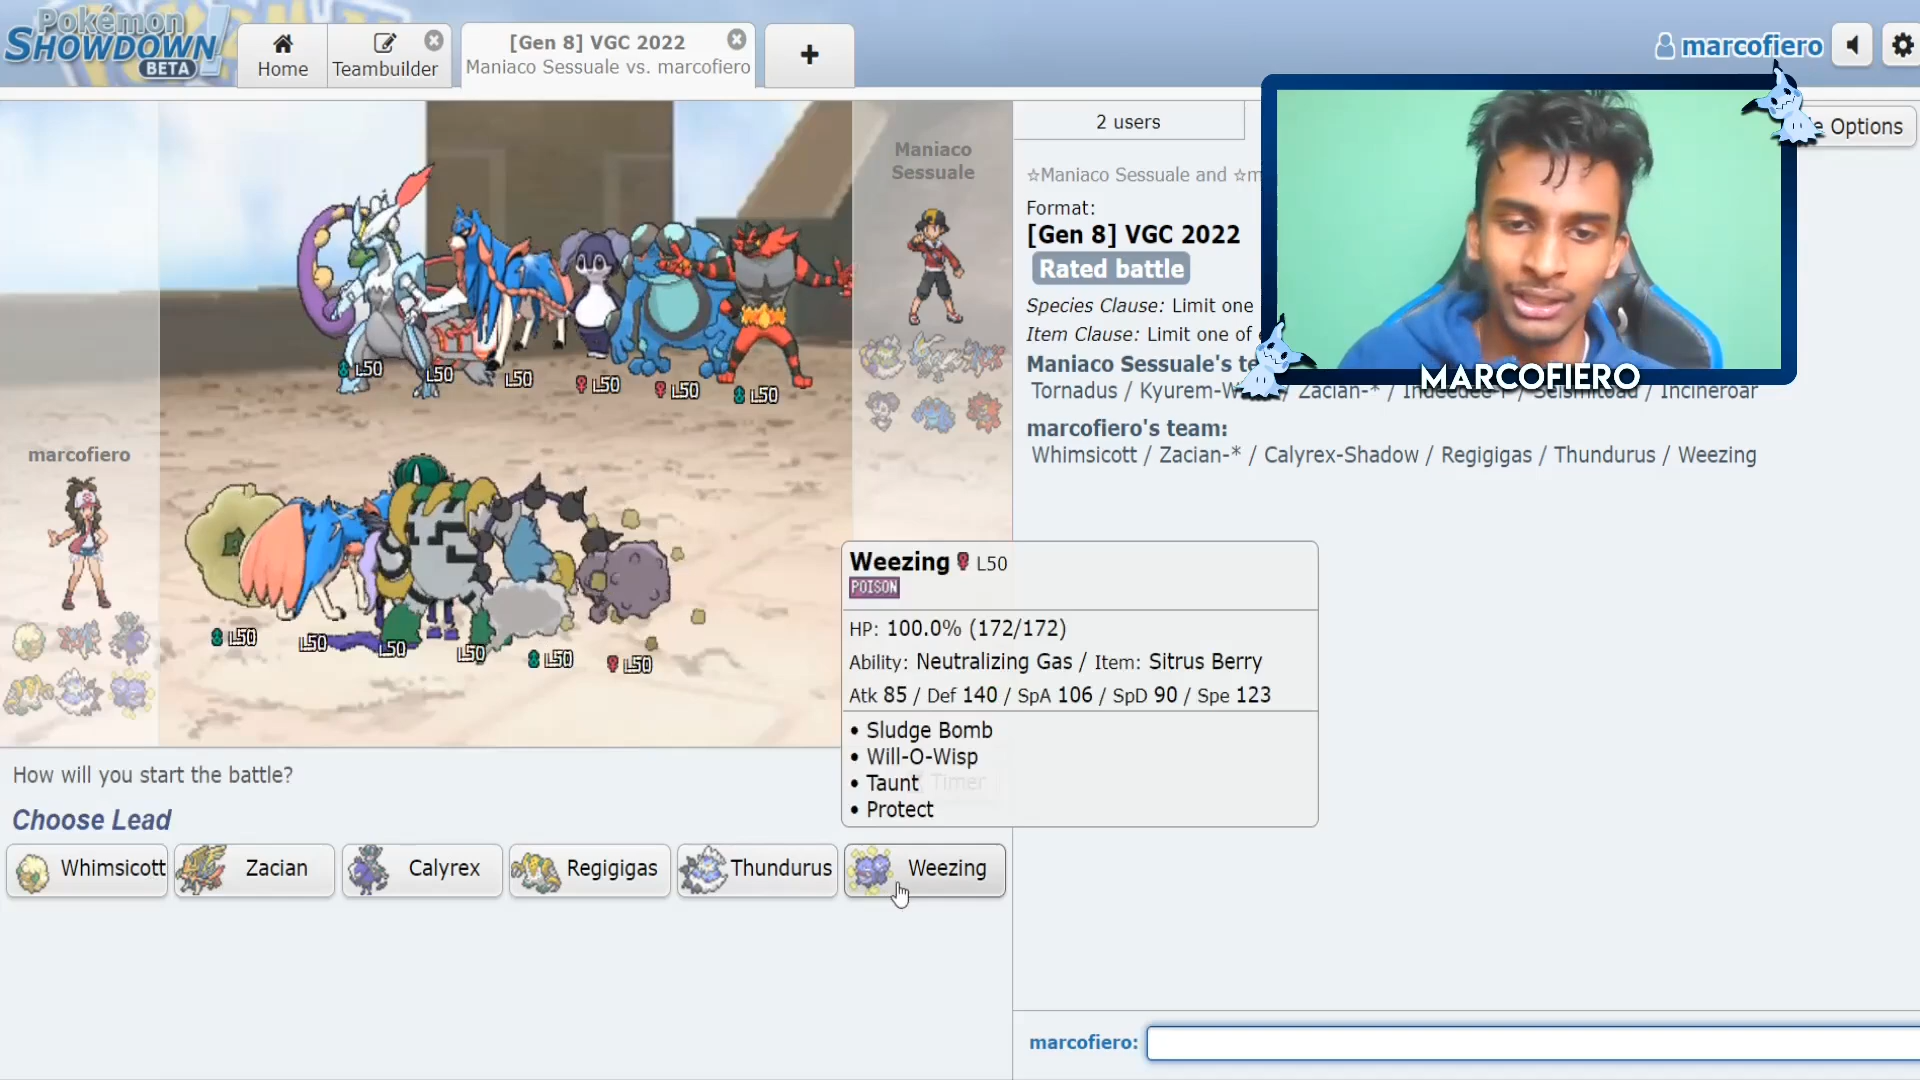 Pokémon
SHOWDOWN!
BETA
Home
Teambuilder
[Gen 8] VGC 2022
Maniaco Sessuale vs. marcofiero
marcofiero
Maniaco
Sessuale
L50
L50
L50
L50
L50
L50
marcofiero
L50
L50
L50
L50
L50
L50
2 users
Options
☆Maniaco Sessuale and ☆m
Format:
[Gen 8] VGC 2022
Rated battle
Species Clause: Limit one
Item Clause: Limit one of
Maniaco Sessuale's te
Tornadus / Kyurem-W / Zacian-* / Indeedee-F / Seismitoad / Incineroar
marcofiero's team:
Whimsicott / Zacian-* / Calyrex-Shadow / Regigigas / Thundurus / Weezing
MARCOFIERO
Weezing ♀ L50
POISON
HP: 100.0% (172/172)
Ability: Neutralizing Gas / Item: Sitrus Berry
Atk 85 / Def 140 / SpA 106 / SpD 90 / Spe 123
• Sludge Bomb
• Will-O-Wisp
• Taunt
• Protect
Timer
How will you start the battle?
Choose Lead
Whimsicott
Zacian
Calyrex
Regigigas
Thundurus
Weezing
marcofiero: